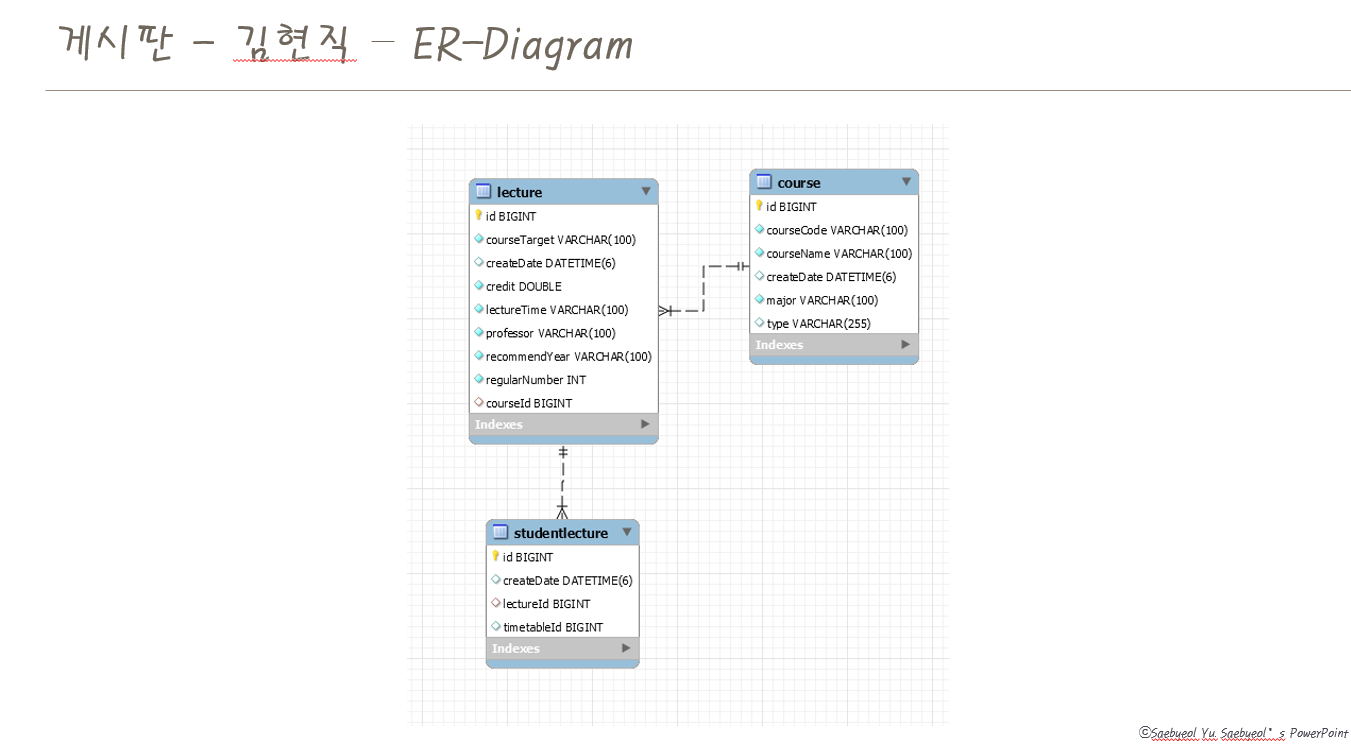 게시판 - 김현직 - ER-Diagram
lecture
id BIGINT
courseTarget VARCHAR(100)
createDate DATETIME(6)
credit DOUBLE
lectureTime VARCHAR(100)
professor VARCHAR(100)
recommendYear VARCHAR(100)
regularNumber INT
courseId BIGINT
Indexes
course
id BIGINT
courseCode VARCHAR(100)
courseName VARCHAR(100)
createDate DATETIME(6)
major VARCHAR(100)
type VARCHAR(255)
Indexes
studentlecture
id BIGINT
createDate DATETIME(6)
lectureId BIGINT
timetableId BIGINT
Indexes
ⓒSaebyeol Yu. Saebyeol's PowerPoint